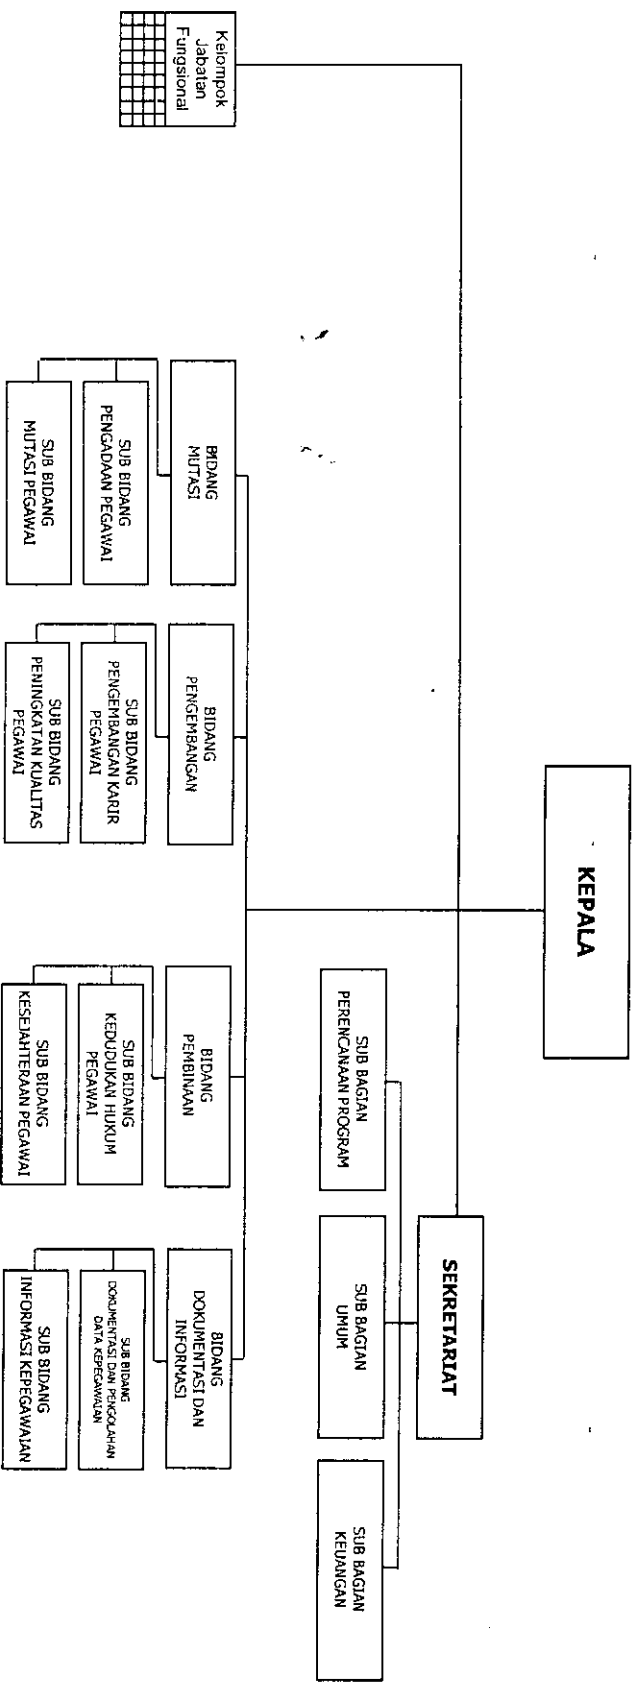 KEPALA
SEKRETARIAT
SUB BAGIAN
PERENCANAAN PROGRAM
SUB BAGIAN
UMUM
SUB BAGIAN
KEUANGAN
Kelompok
Jabatan
Fungsional
BIDANG
MUTASI
SUB BIDANG
PENGADAAN PEGAWAI
SUB BIDANG
MUTASI PEGAWAI
BIDANG
PENGEMBANGAN
SUB BIDANG
PENGEMBANGAN KARIR
PEGAWAI
SUB BIDANG
PENINGKATAN KUALITAS
PEGAWAI
BIDANG
PEMBINAAN
SUB BIDANG
KEDUDUKAN HUKUM
PEGAWAI
SUB BIDANG
KESEJAHTERAAN PEGAWAI
BIDANG
DOKUMENTASI DAN
INFORMASI
SUB BIDANG
DOKUMENTASI DAN PENGOLAHAN
DATA KEPEGAWAIAN
SUB BIDANG
INFORMASI KEPEGAWAIAN